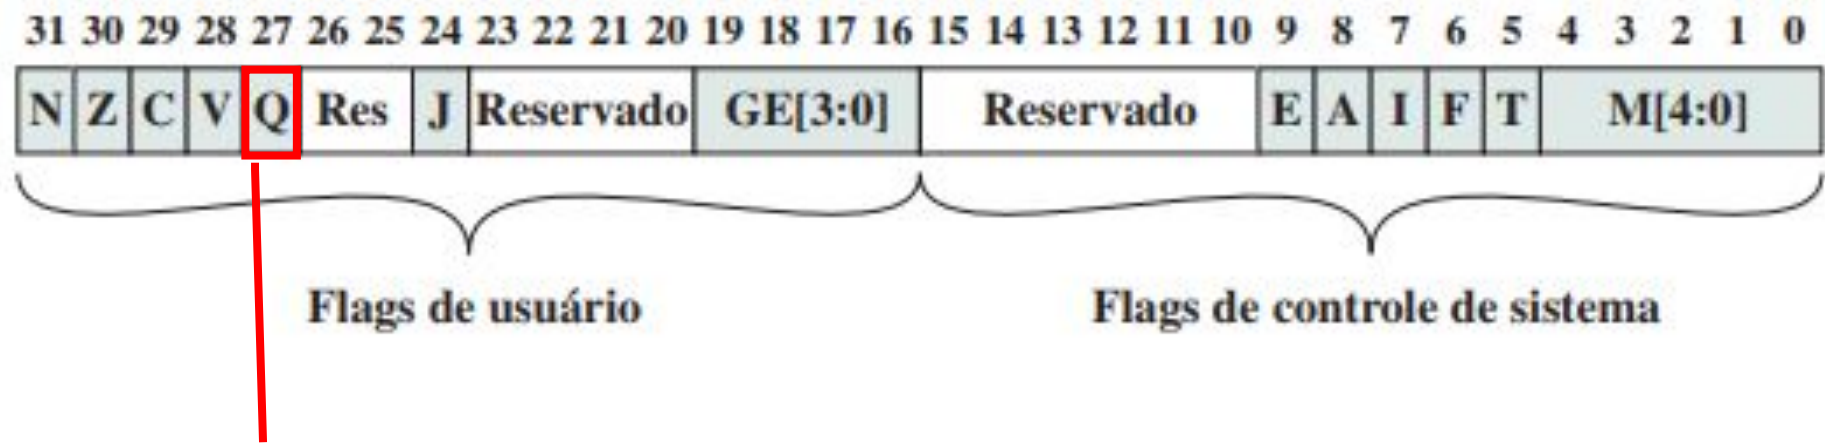 31 30 29 28 27 26 25 24 23 22 21 20 19 18 17 16 15 14 13 12 11 10 9 8 7 6 5 4 3 2 1 0
N Z C V Q Res J Reservado GE[3:0] Reservado E A I F T M[4:0]
Flags de usuário Flags de controle de sistema